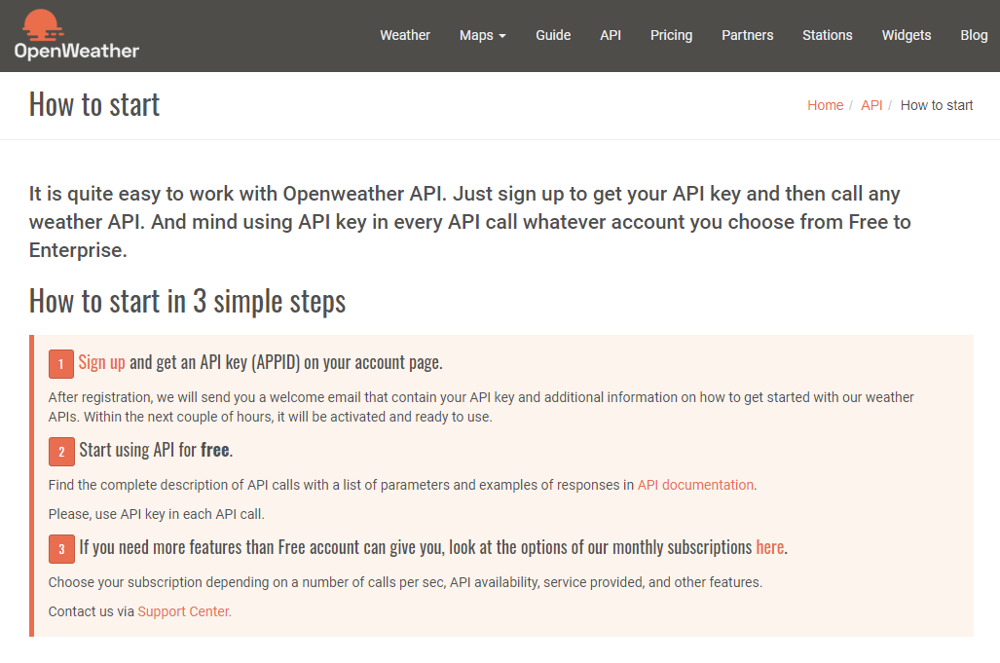 OpenWeather
Weather Maps Guide API Pricing Partners Stations Widgets Blog
How to start
Home / API / How to start
It is quite easy to work with Openweather API. Just sign up to get your API key and then call any
weather API. And mind using API key in every API call whatever account you choose from Free to
Enterprise.
How to start in 3 simple steps
1 Sign up and get an API key (APPID) on your account page.
After registration, we will send you a welcome email that contain your API key and additional information on how to get started with our weather
APIs. Within the next couple of hours, it will be activated and ready to use.
2 Start using API for free.
Find the complete description of API calls with a list of parameters and examples of responses in API documentation.
Please, use API key in each API call.
3 If you need more features than Free account can give you, look at the options of our monthly subscriptions here.
Choose your subscription depending on a number of calls per sec, API availability, service provided, and other features.
Contact us via Support Center.